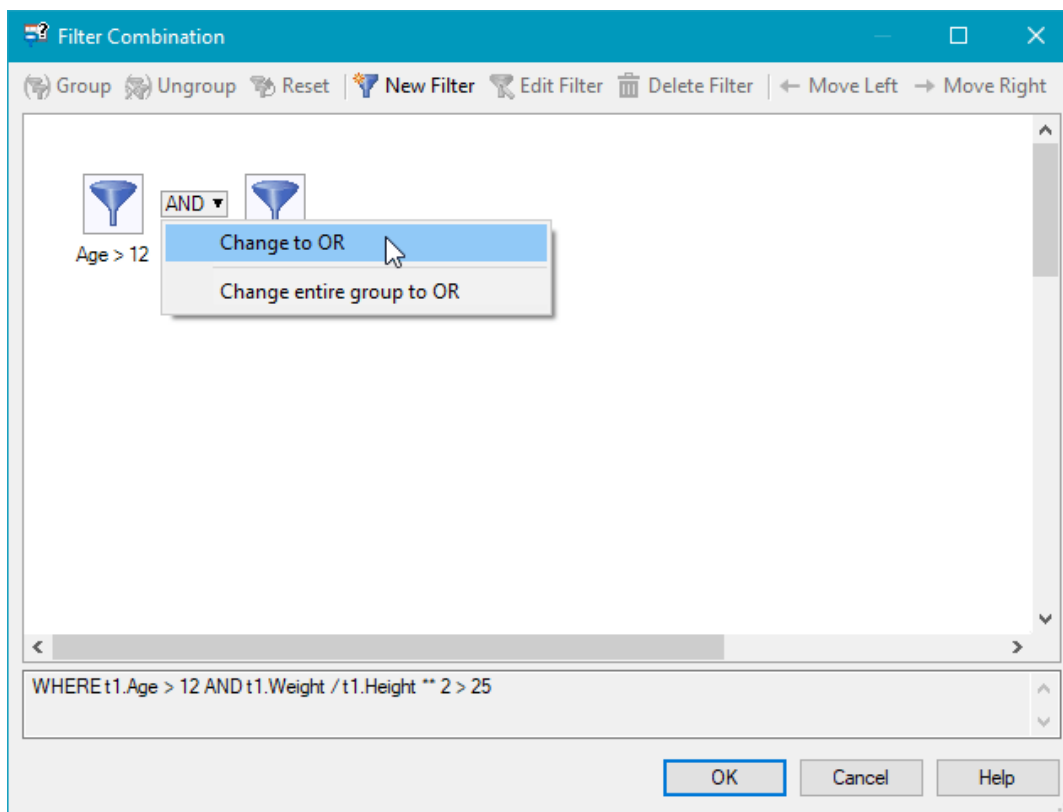 Filter Combination
Group Ungroup Reset New Filter Edit Filter Delete Filter Move Left Move Right
AND
Age > 12
Change to OR
Change entire group to OR
WHERE t1.Age > 12 AND t1.Weight / t1.Height ** 2 > 25
OK Cancel Help